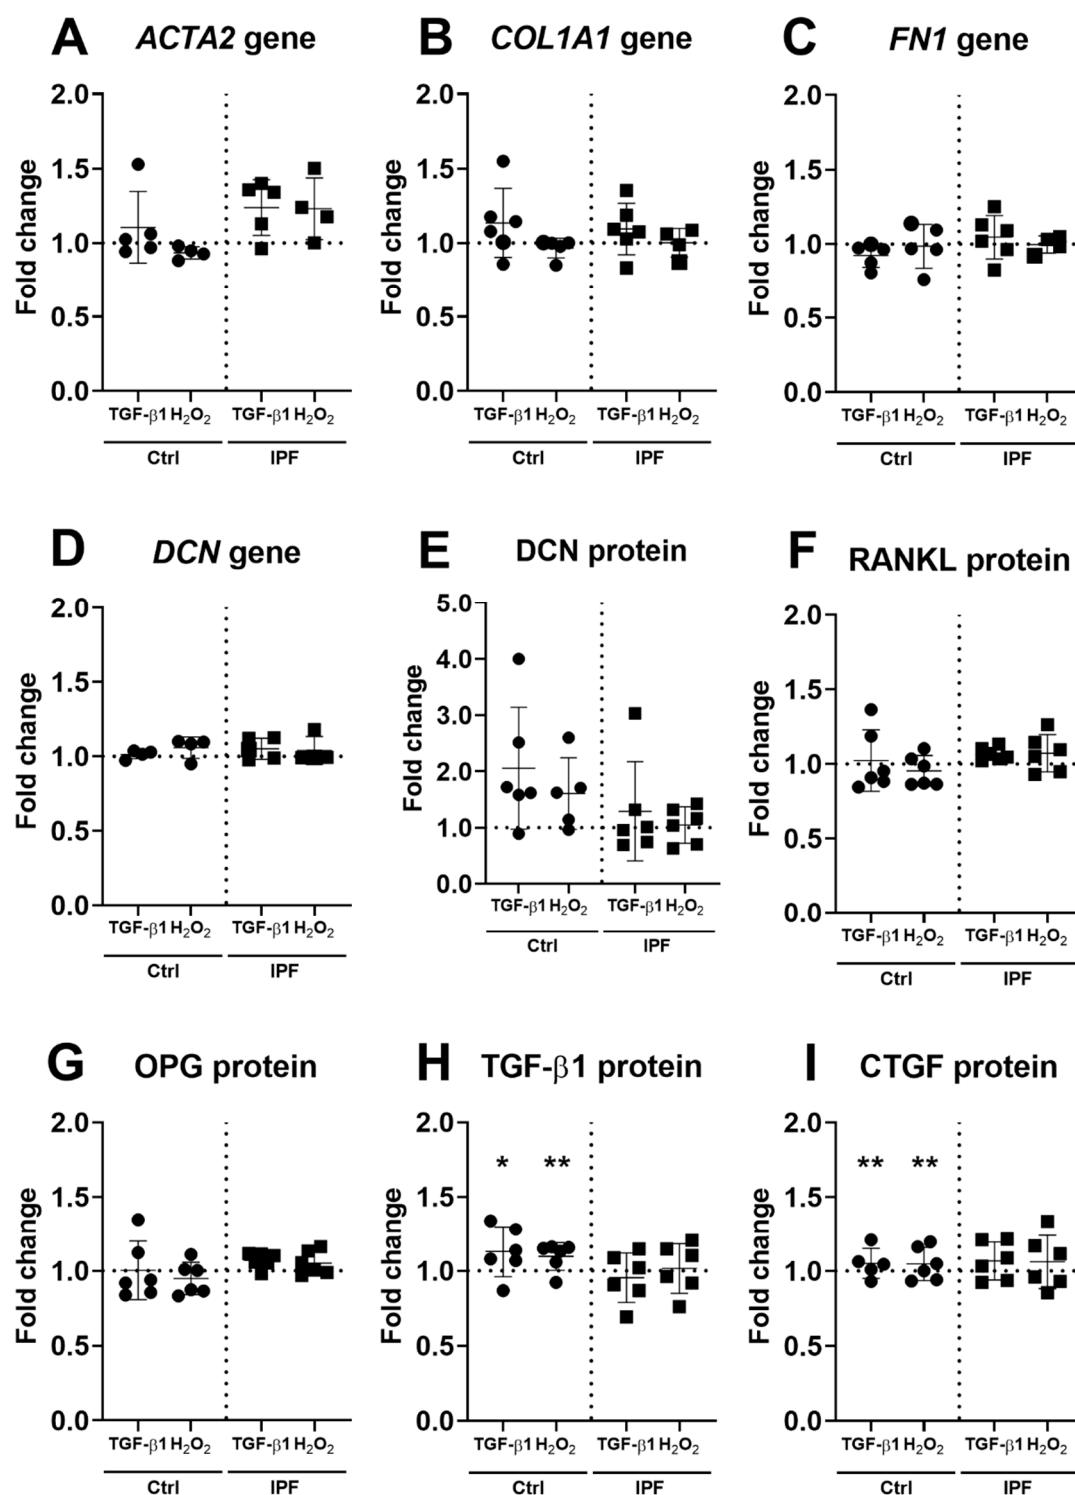 A ACTA2 gene
Fold change
2.0
1.5
1.0
0.5
0.0
TGF-β1 H₂O₂ TGF-β1 H₂O₂
Ctrl IPF
B COL1A1 gene
Fold change
2.0
1.5
1.0
0.5
0.0
TGF-β1 H₂O₂ TGF-β1 H₂O₂
Ctrl IPF
C FN1 gene
Fold change
2.0
1.5
1.0
0.5
0.0
TGF-β1 H₂O₂ TGF-β1 H₂O₂
Ctrl IPF
D DCN gene
Fold change
2.0
1.5
1.0
0.5
0.0
TGF-β1 H₂O₂ TGF-β1 H₂O₂
Ctrl IPF
E DCN protein
Fold change
5.0
4.0
3.0
2.0
1.0
0.0
TGF-β1 H₂O₂ TGF-β1 H₂O₂
Ctrl IPF
F RANKL protein
Fold change
2.0
1.5
1.0
0.5
0.0
TGF-β1 H₂O₂ TGF-β1 H₂O₂
Ctrl IPF
G OPG protein
Fold change
2.0
1.5
1.0
0.5
0.0
TGF-β1 H₂O₂ TGF-β1 H₂O₂
Ctrl IPF
H TGF-β1 protein
Fold change
2.0
* **
1.5
1.0
0.5
0.0
TGF-β1 H₂O₂ TGF-β1 H₂O₂
Ctrl IPF
I CTGF protein
Fold change
2.0
** **
1.5
1.0
0.5
0.0
TGF-β1 H₂O₂ TGF-β1 H₂O₂
Ctrl IPF